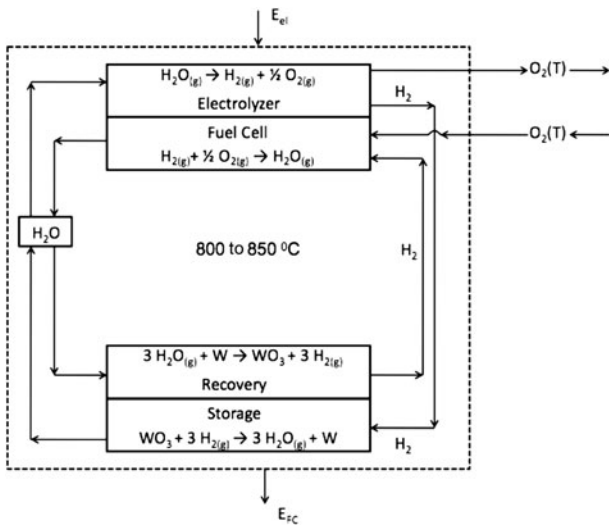 E_el
H₂O₍g₎ → H₂₍g₎ + ½ O₂₍g₎
Electrolyzer
O₂(T)
H₂
Fuel Cell
H₂₍g₎ + ½ O₂₍g₎ → H₂O₍g₎
O₂(T)
H₂O
800 to 850 ⁰C
H₂
3 H₂O₍g₎ + W → WO₃ + 3 H₂₍g₎
Recovery
Storage
WO₃ + 3 H₂₍g₎ → 3 H₂O₍g₎ + W
H₂
E_FC